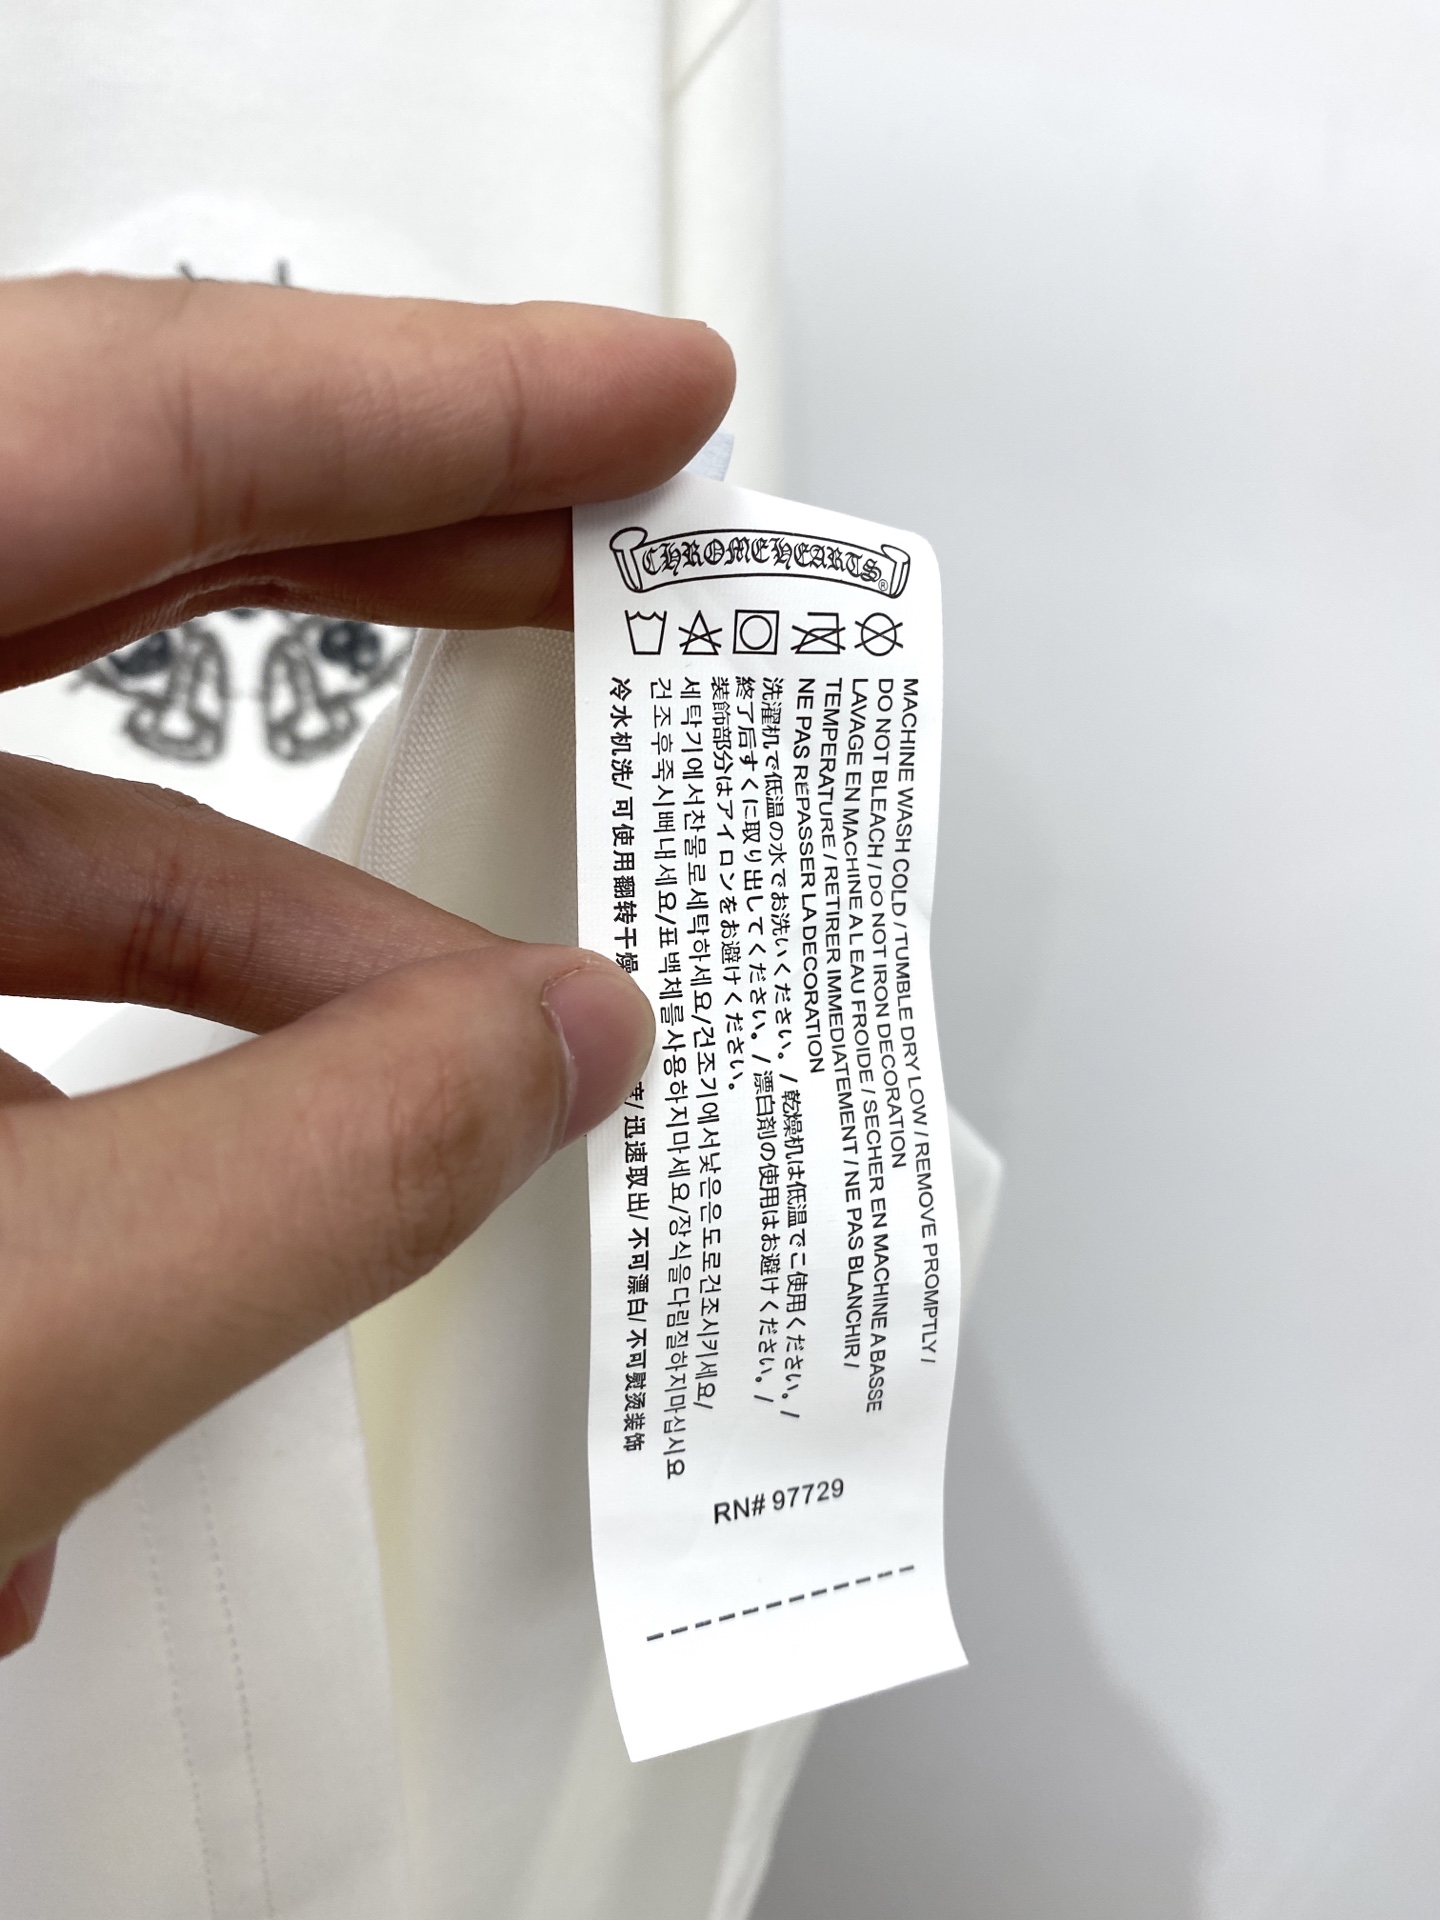 CHROME HEARTS®
MACHINE WASH COLD / TUMBLE DRY LOW / REMOVE PROMPTLY /
DO NOT BLEACH / DO NOT IRON DECORATION
LAVAGE EN MACHINE A L EAU FROIDE / SECHER EN MACHINE A BASSE
TEMPERATURE / RETIRER IMMEDIATEMENT / NE PAS BLANCHIR /
NE PAS REPASSER LA DECORATION
洗濯机で低温の水でお洗いください。/ 乾燥机は低温でご使用ください。/
終了后すくに取り出してください。/ 漂白剤の使用はお避けください。/
装飾部分はアイロンをお避けください。
세탁기에서찬물로세탁하세요/건조기에서낮은은도로건조시키세요/
건조후즉시빼내세요/표백제를사용하지마세요/장식을다림질하지마십시요
冷水机洗/ 可使用翻转干燥 度/ 迅速取出/ 不可漂白/ 不可熨烫装饰
RN# 97729